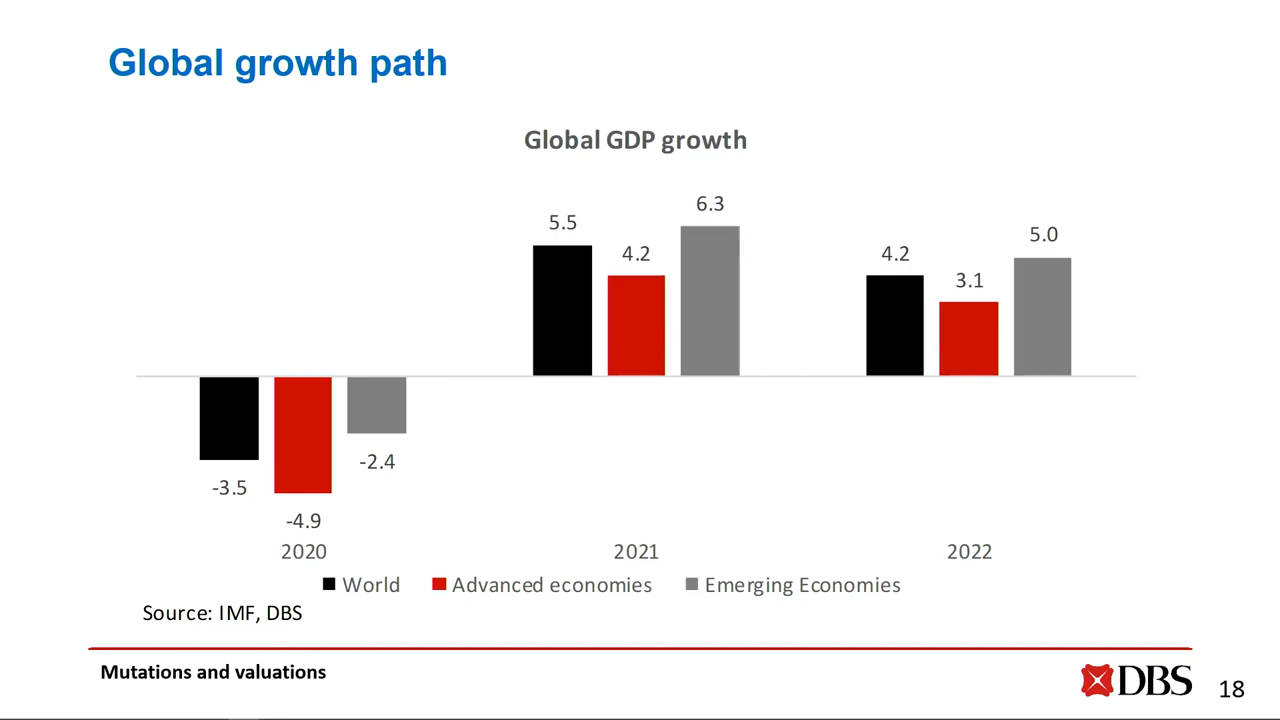 Global growth path
Global GDP growth
5.5
4.2
6.3
4.2
3.1
5.0
-3.5
-4.9
-2.4
2020 2021 2022
World Advanced economies Emerging Economies
Source: IMF, DBS
Mutations and valuations
DBS
18